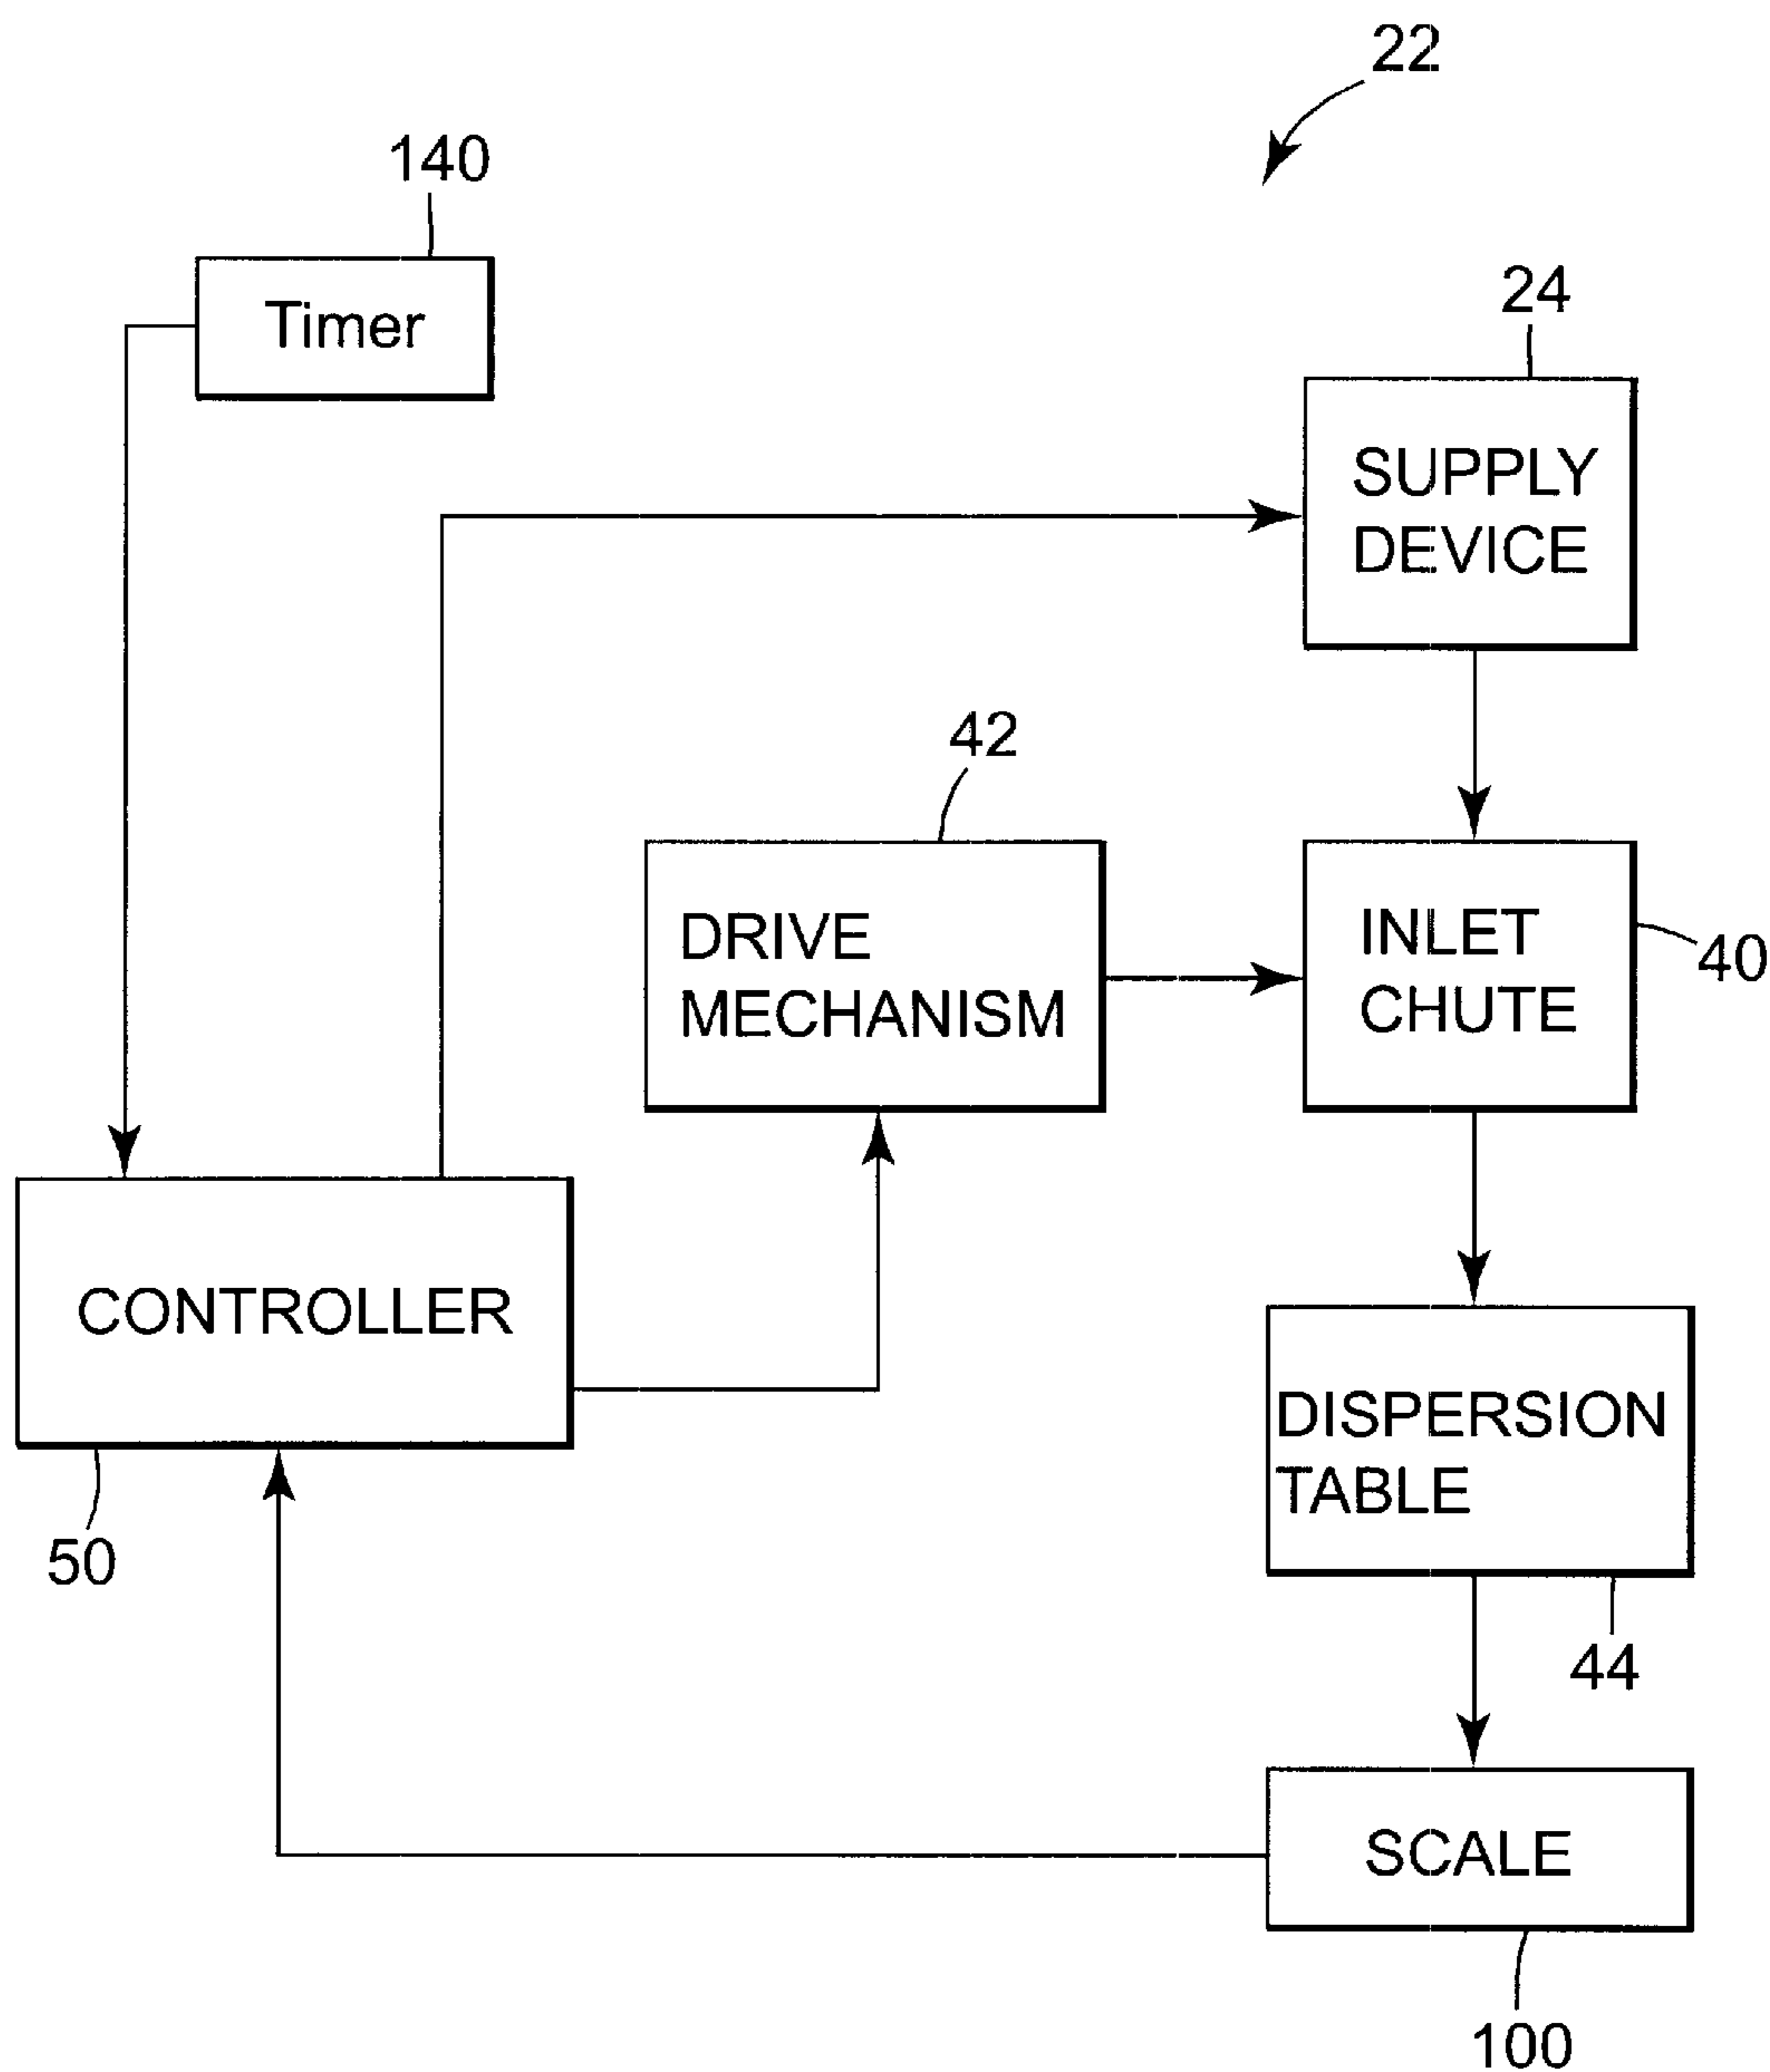 22
140
Timer
24
SUPPLY
DEVICE
42
DRIVE
MECHANISM
INLET
CHUTE
40
CONTROLLER
50
DISPERSION
TABLE
44
SCALE
100